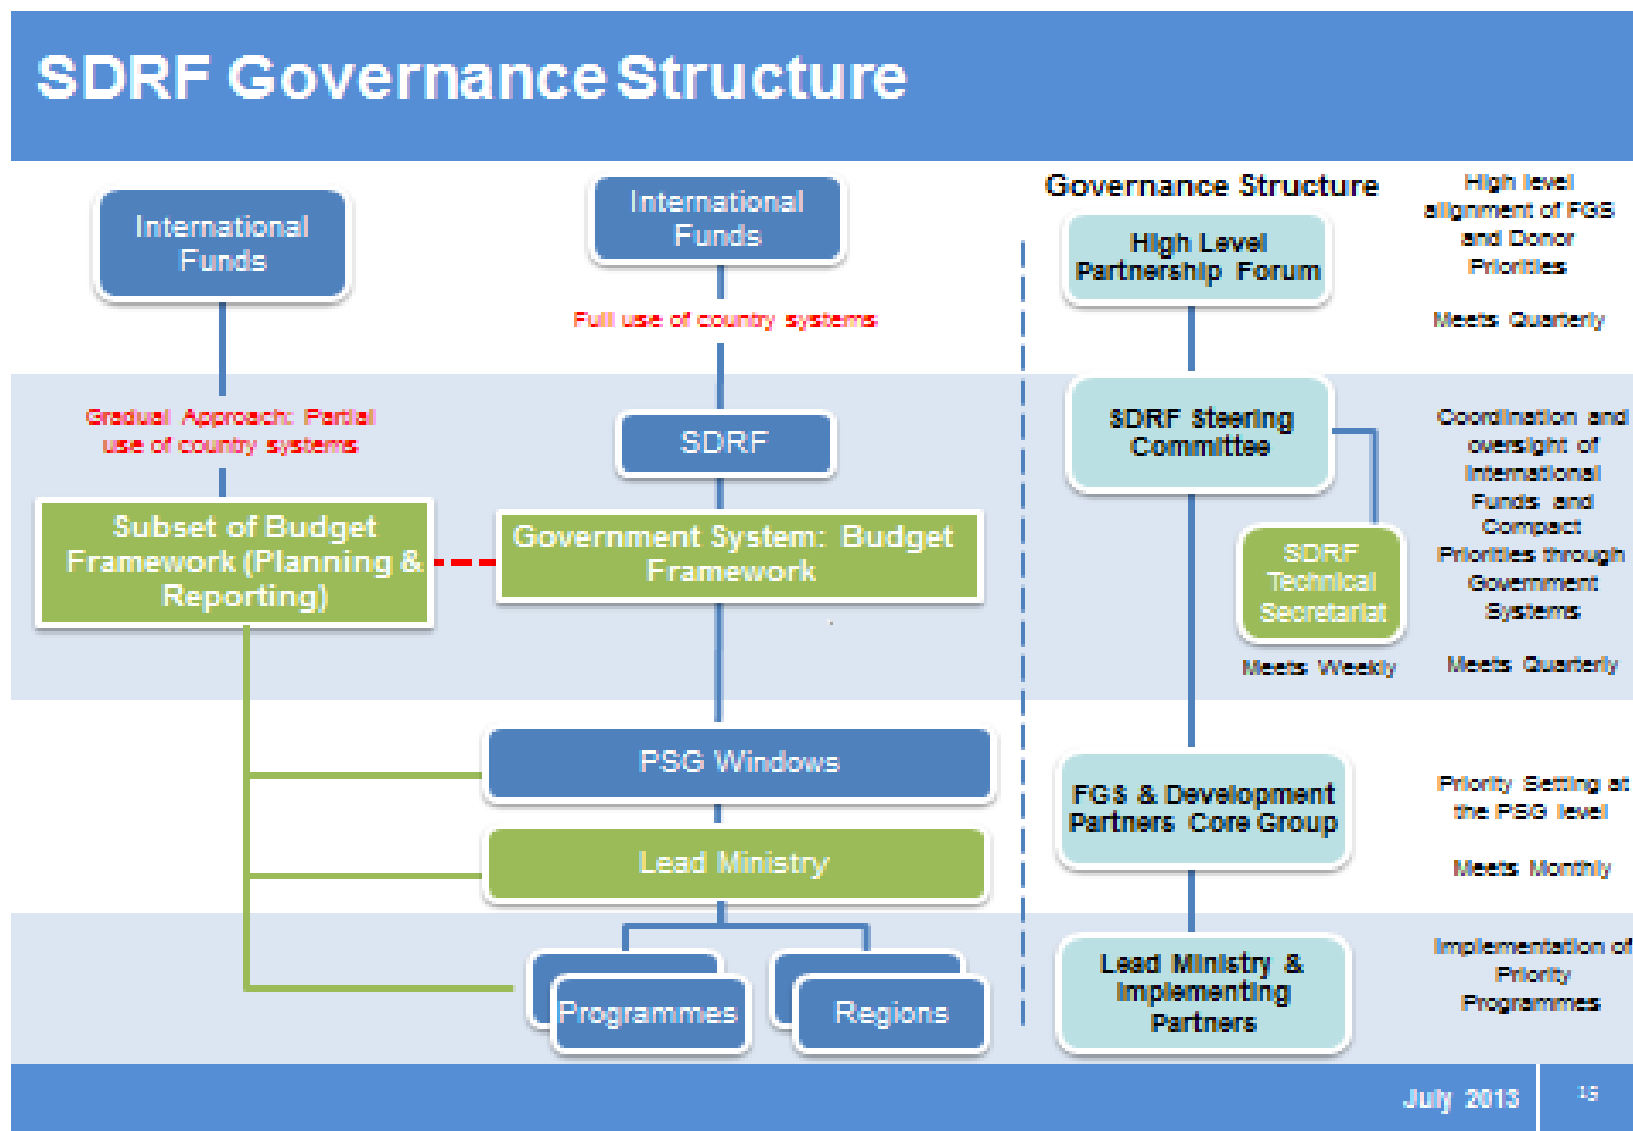 SDRF Governance Structure
International
Funds
Gradual Approach: Partial
use of country systems
Subset of Budget
Framework (Planning &
Reporting)
International
Funds
Full use of country systems
SDRF
Government System: Budget
Framework
PSG Windows
Lead Ministry
Programmes
Regions
Governance Structure
High Level
Partnership Forum
SDRF Steering
Committee
SDRF
Technical
Secretariat
Meets Weekly
FGS & Development
Partners Core Group
Lead Ministry &
Implementing
Partners
High level
alignment of FGS
and Donor
Priorities
Meets Quarterly
Coordination and
oversight of
International
Funds and
Compact
Priorities through
Government
Systems
Meets Quarterly
Priority Setting at
the PSG level
Meets Monthly
Implementation of
Priority
Programmes
July 2013
15